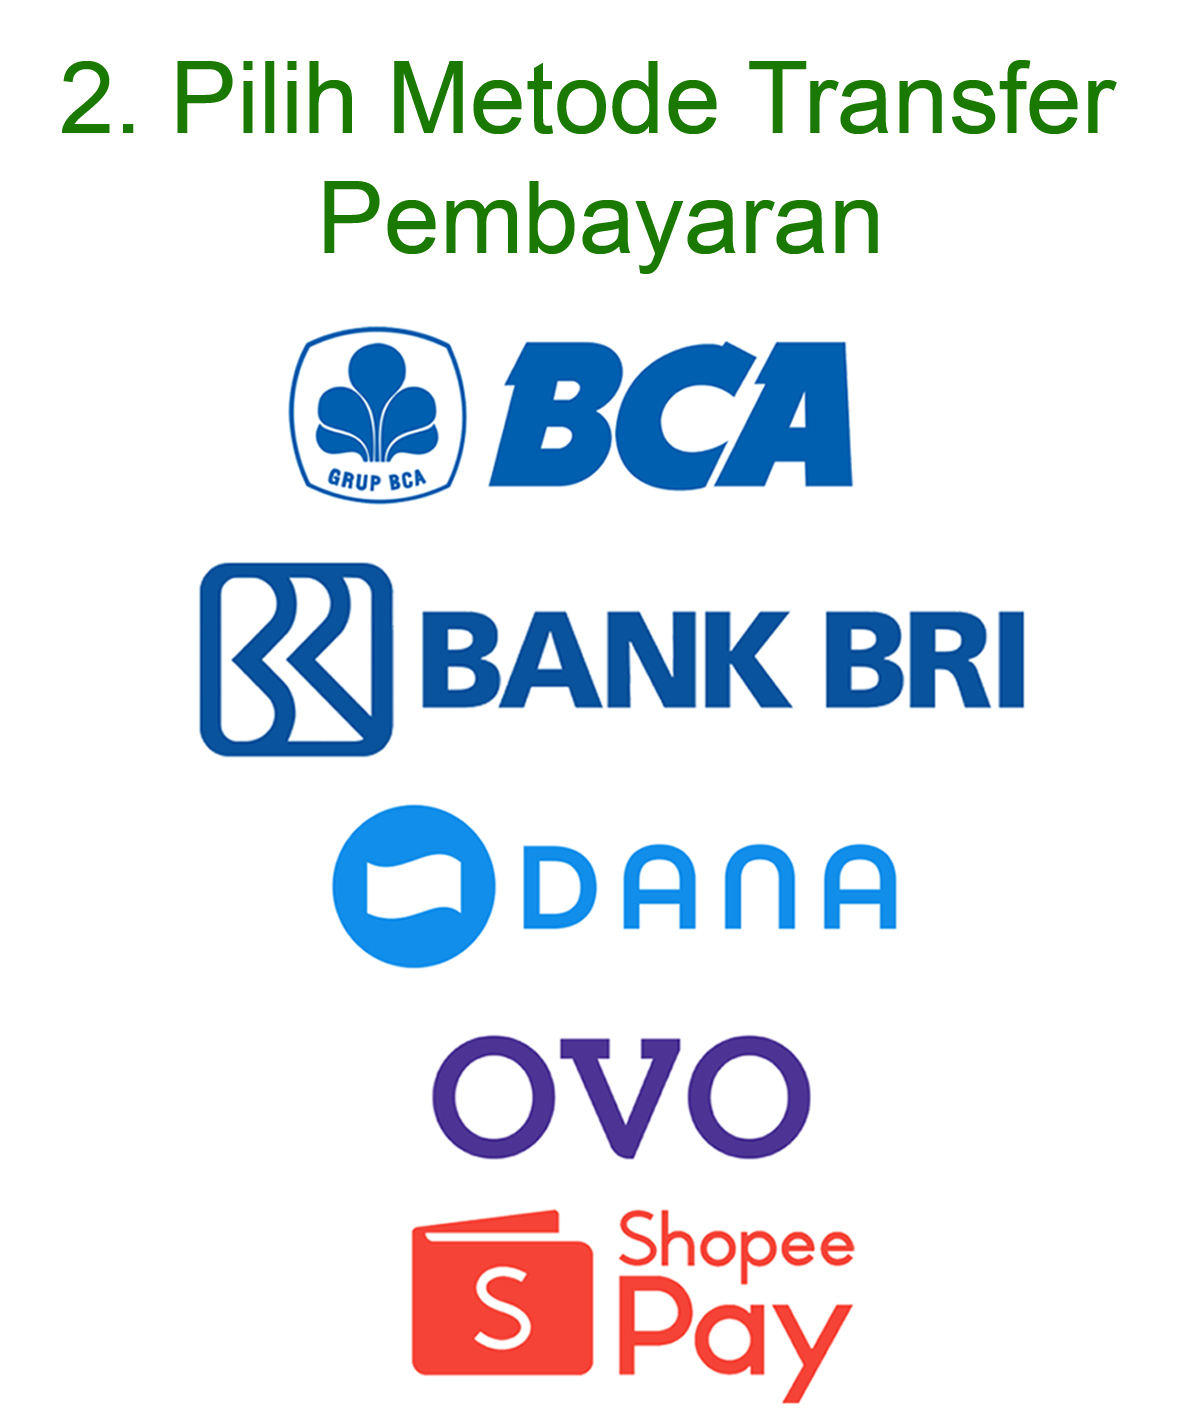 2. Pilih Metode Transfer
Pembayaran
BCA
GRUP BCA
BANK BRI
DANA
OVO
S
Shopee
Pay